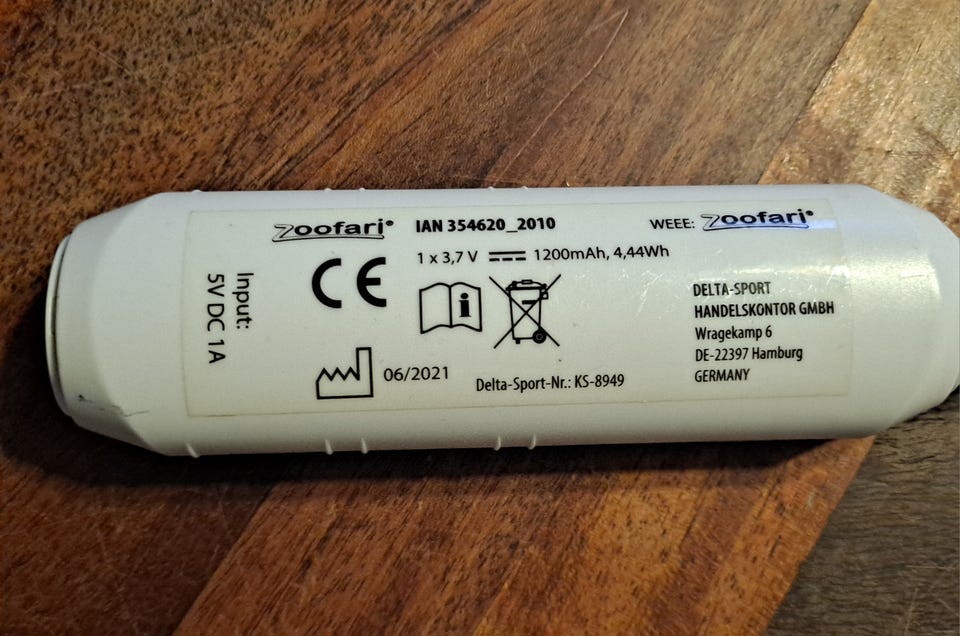 zoofari® IAN 354620_2010 WEEE: zoofari®
1 x 3,7 V ⎓ 1200mAh, 4,44Wh
CE
i
Input:
5V DC 1A
06/2021
Delta-Sport-Nr.: KS-8949
DELTA-SPORT
HANDELSKONTOR GMBH
Wragekamp 6
DE-22397 Hamburg
GERMANY